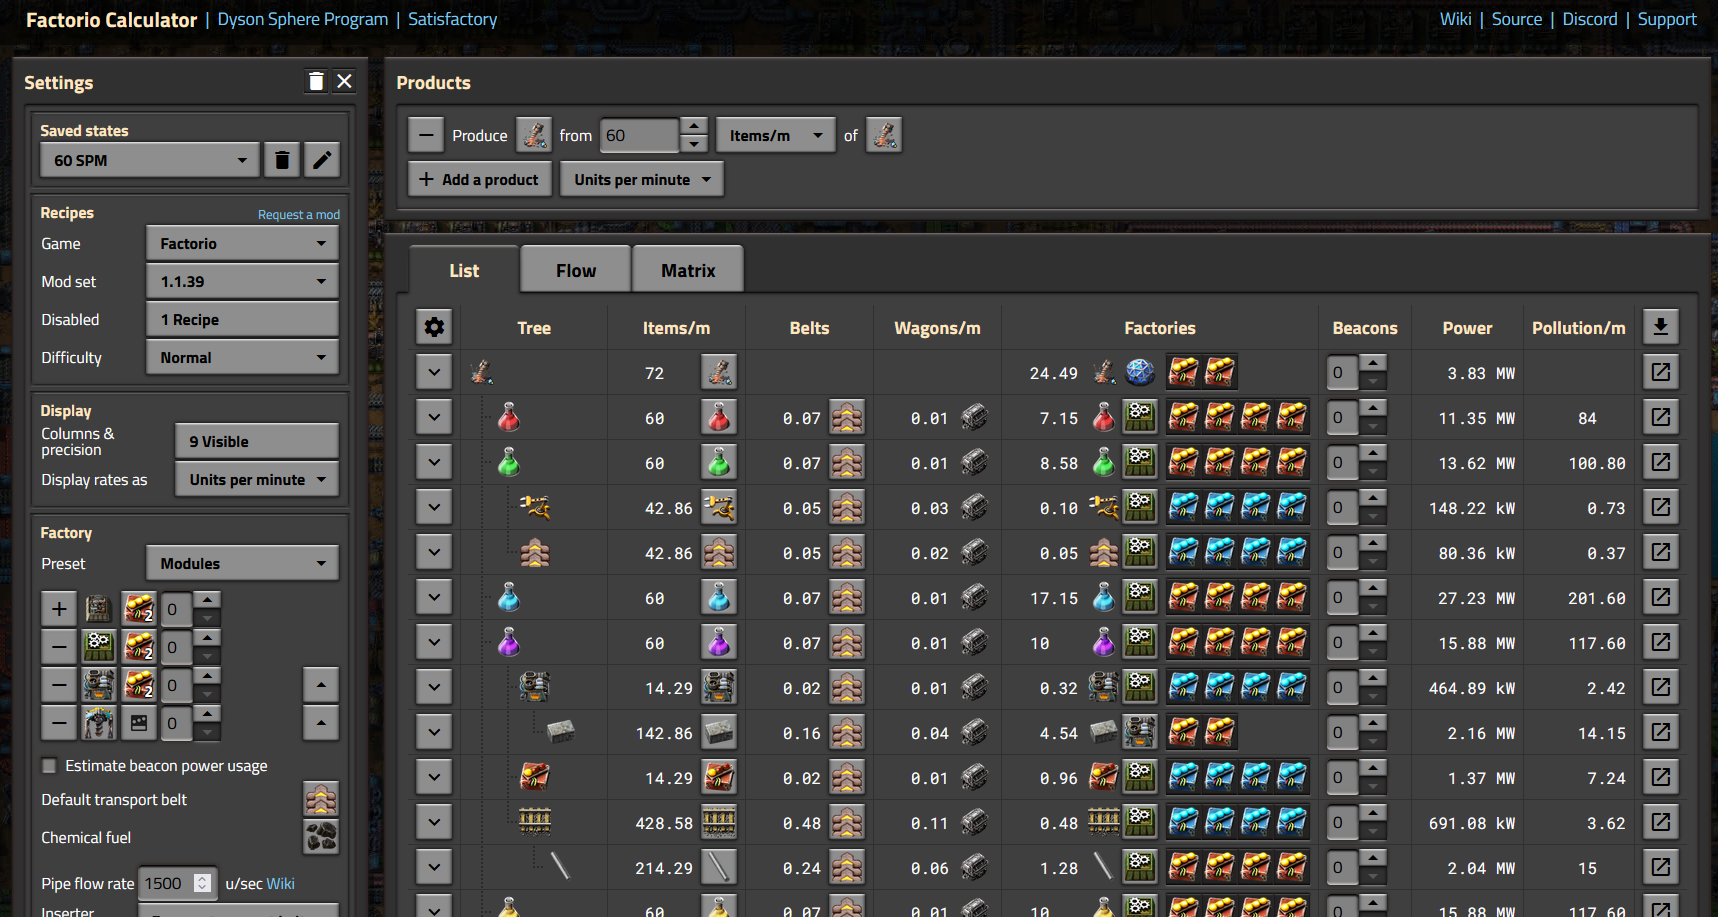 Factorio Calculator | Dyson Sphere Program | Satisfactory
Wiki | Source | Discord | Support
Settings
Saved states
60 SPM
Recipes Request a mod
Game Factorio
Mod set 1.1.39
Disabled 1 Recipe
Difficulty Normal
Display
Columns & precision 9 Visible
Display rates as Units per minute
Factory
Preset Modules
2 0
2 0
2 0
0
Estimate beacon power usage
Default transport belt
Chemical fuel
Pipe flow rate 1500 u/sec Wiki
Inserter
Products
Produce from 60 Items/m of
+ Add a product Units per minute
List Flow Matrix
Tree Items/m Belts Wagons/m Factories Beacons Power Pollution/m
72 24.49 0 3.83 MW
60 0.07 0.01 7.15 0 11.35 MW 84
60 0.07 0.01 8.58 0 13.62 MW 100.80
42.86 0.05 0.03 0.10 0 148.22 kW 0.73
42.86 0.05 0.02 0.05 0 80.36 kW 0.37
60 0.07 0.01 17.15 0 27.23 MW 201.60
60 0.07 0.01 10 0 15.88 MW 117.60
14.29 0.02 0.01 0.32 0 464.89 kW 2.42
142.86 0.16 0.04 4.54 0 2.16 MW 14.15
14.29 0.02 0.01 0.96 0 1.37 MW 7.24
428.58 0.48 0.11 0.48 0 691.08 kW 3.62
214.29 0.24 0.06 1.28 0 2.04 MW 15
60 0.07 0.01 10 0 15.88 MW 117.60